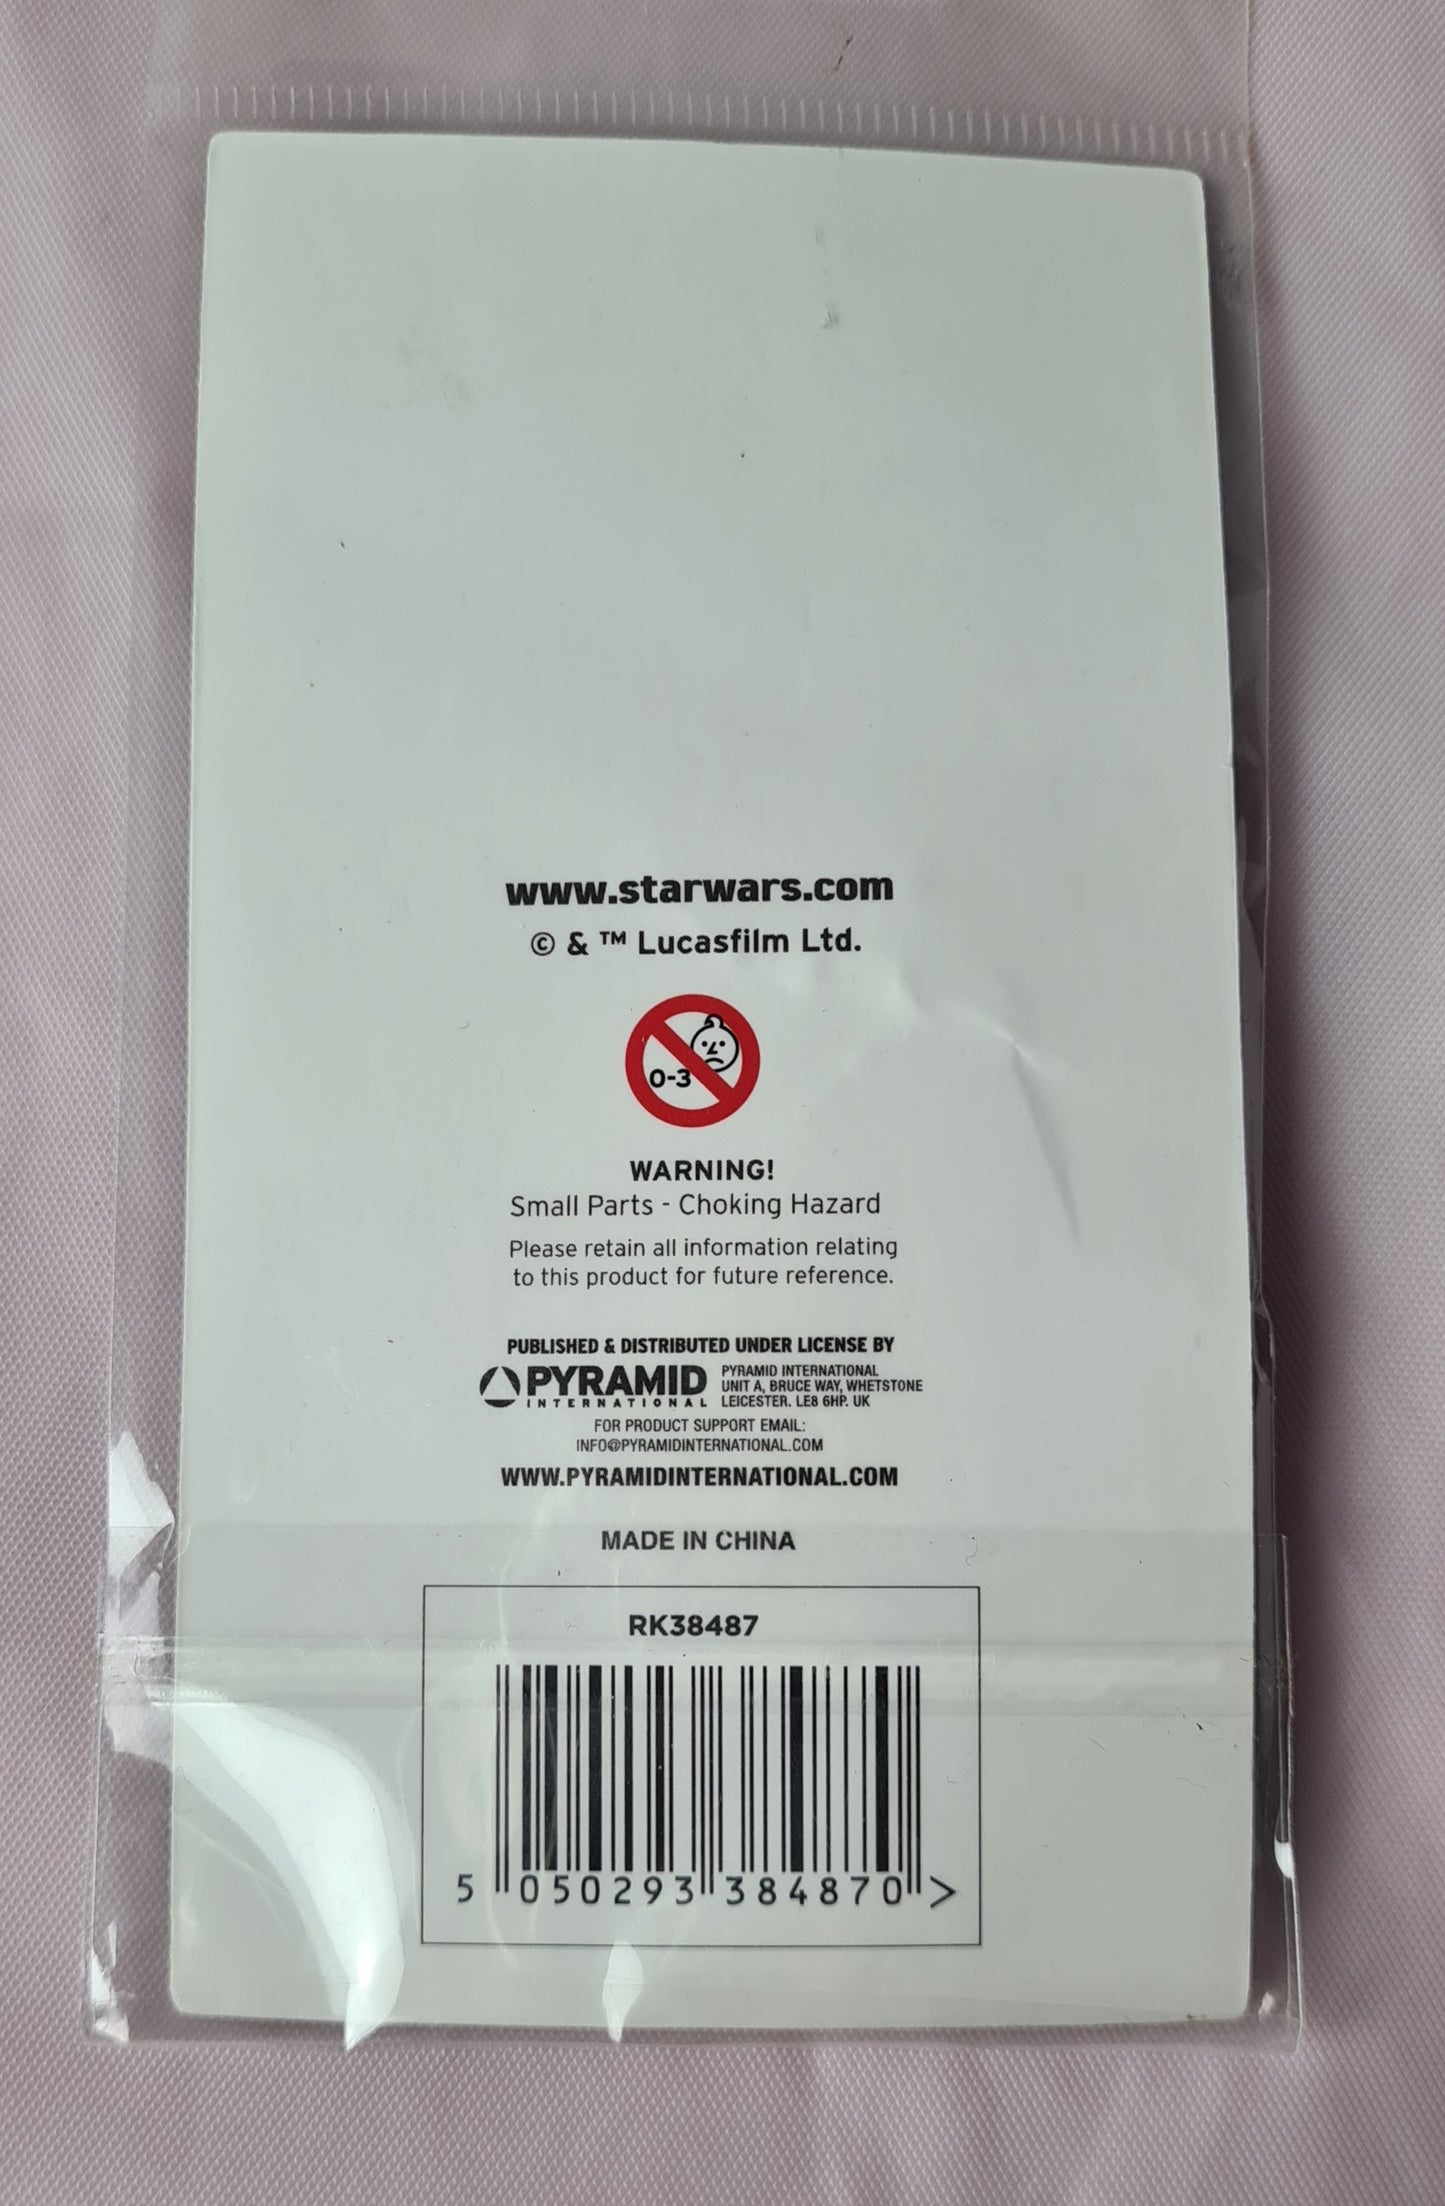 www.starwars.com
© & ™ Lucasfilm Ltd.
0-3
WARNING!
Small Parts - Choking Hazard
Please retain all information relating
to this product for future reference.
PUBLISHED & DISTRIBUTED UNDER LICENSE BY
PYRAMID
INTERNATIONAL
PYRAMID INTERNATIONAL
UNIT A, BRUCE WAY, WHETSTONE
LEICESTER. LE8 6HP. UK
FOR PRODUCT SUPPORT EMAIL:
INFO@PYRAMIDINTERNATIONAL.COM
WWW.PYRAMIDINTERNATIONAL.COM
MADE IN CHINA
RK38487
5 050293 384870 >